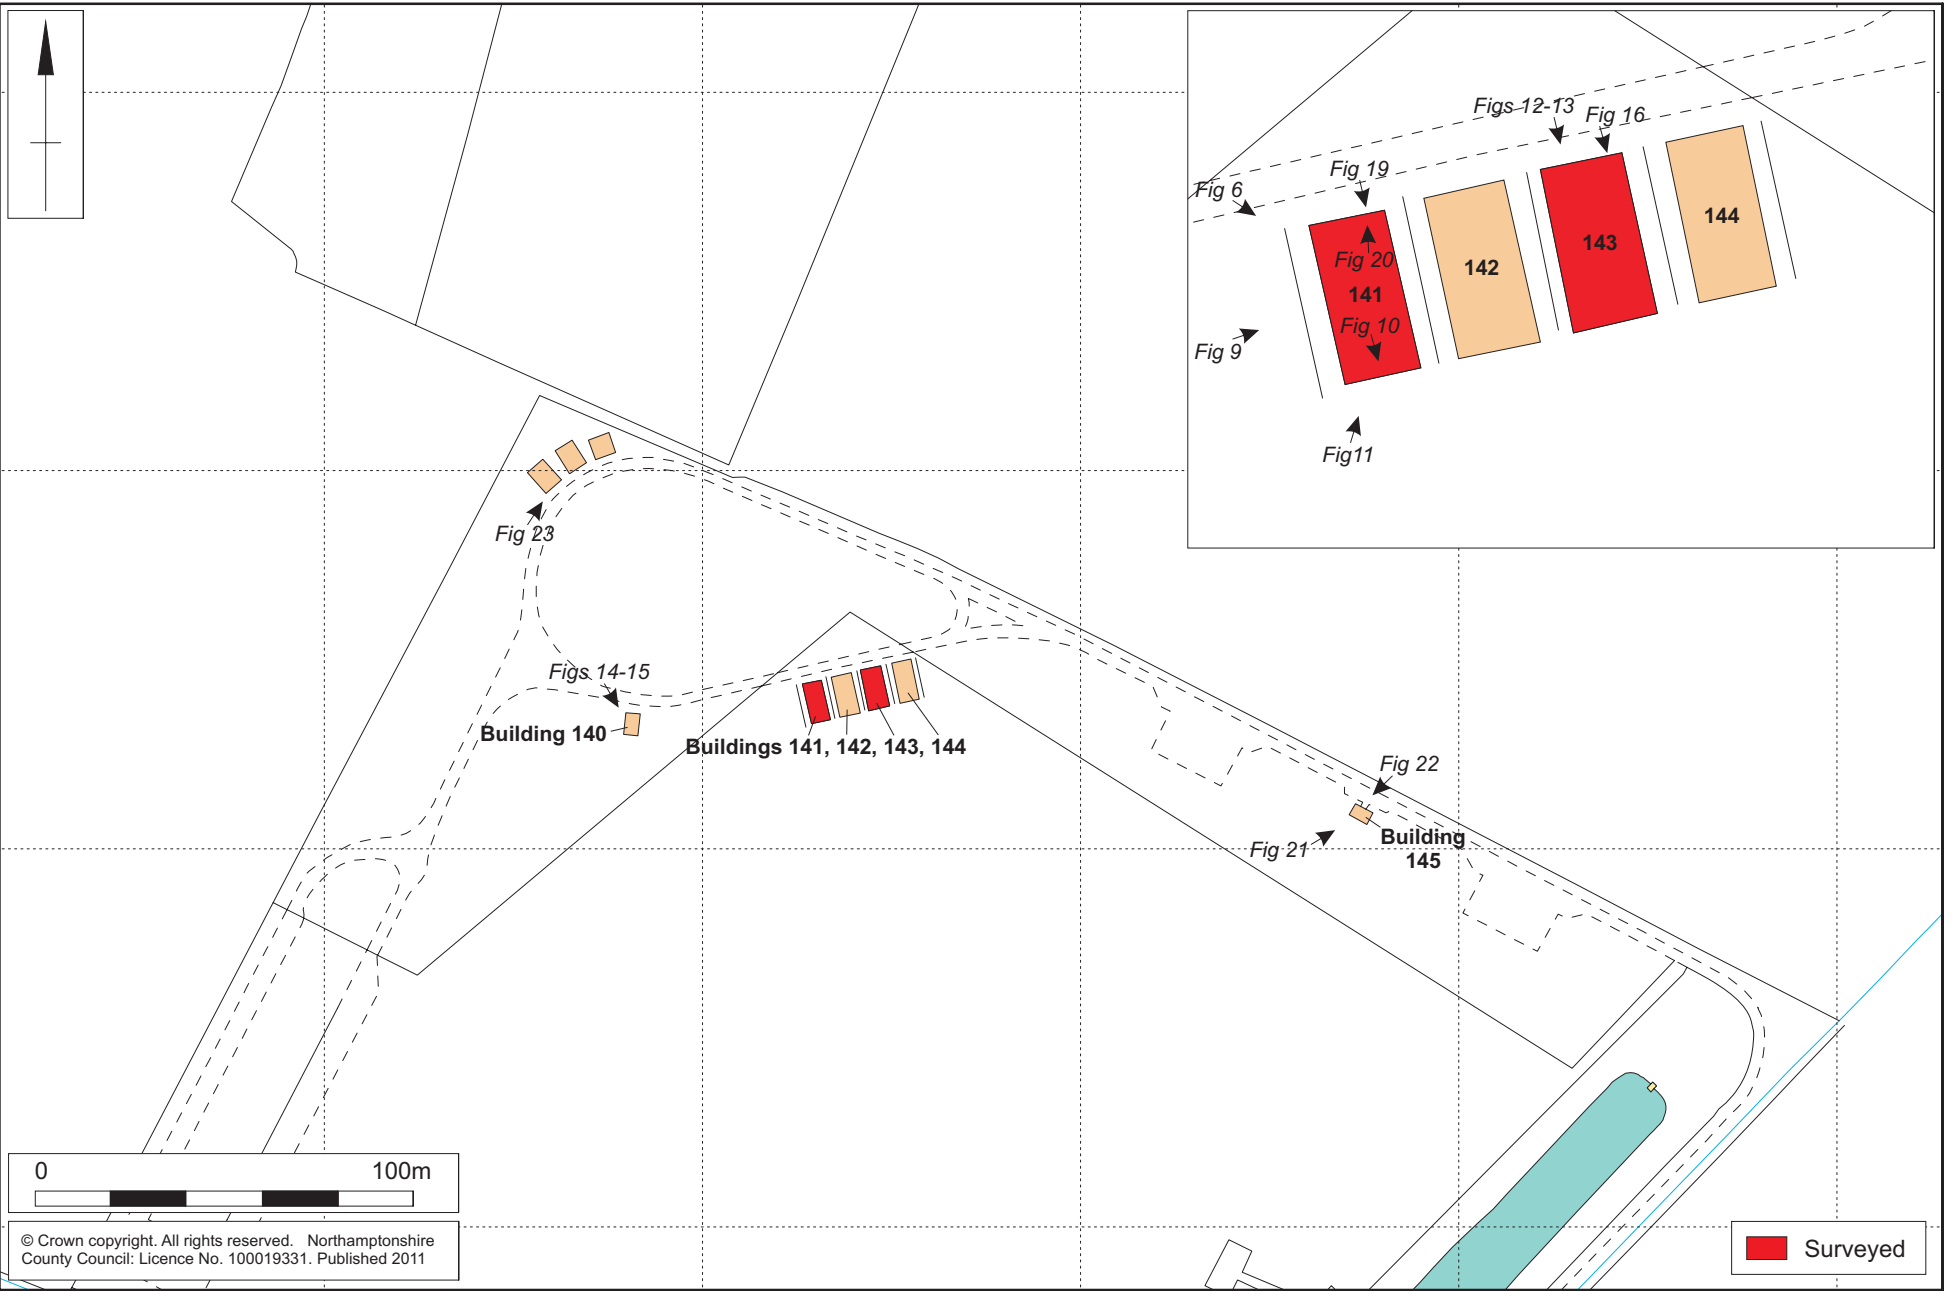 Figs 12-13
Fig 16
Fig 19
Fig 6
144
143
Fig 20
142
141
Fig 10
Fig 9
Fig11
Fig 23
Figs 14-15
Building 140
Buildings 141, 142, 143, 144
Fig 22
Fig 21
Building
145
0 100m
© Crown copyright. All rights reserved. Northamptonshire
County Council: Licence No. 100019331. Published 2011
Surveyed